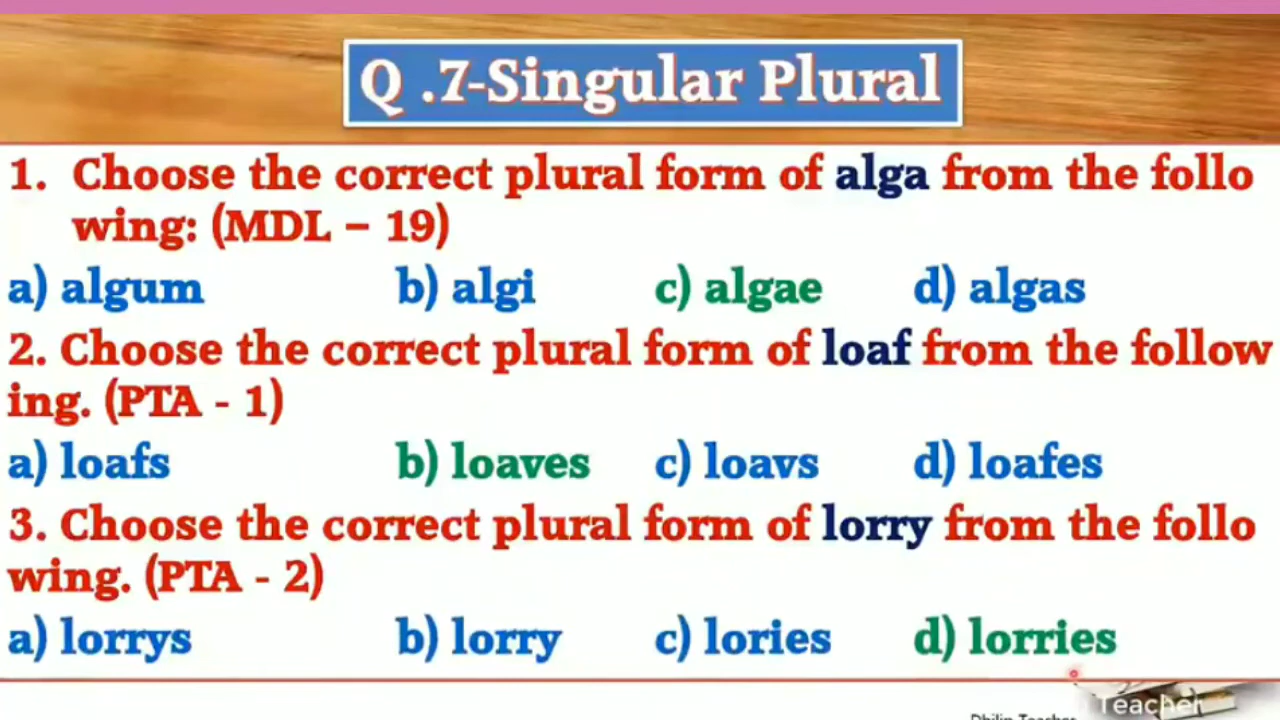 Q .7-Singular Plural
1. Choose the correct plural form of alga from the follo
wing: (MDL – 19)
a) algum b) algi c) algae d) algas
2. Choose the correct plural form of loaf from the follow
ing. (PTA - 1)
a) loafs b) loaves c) loavs d) loafes
3. Choose the correct plural form of lorry from the follo
wing. (PTA - 2)
a) lorrys b) lorry c) lories d) lorries
Teacher